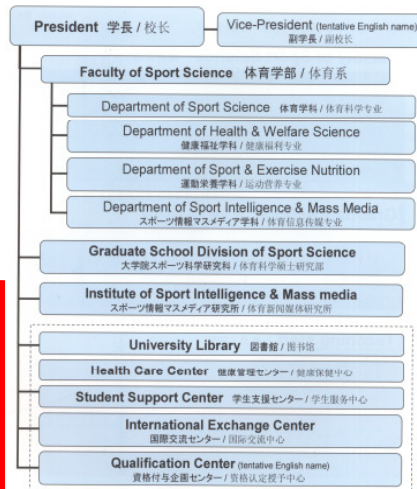 President 学長 / 校长
Vice-President (tentative English name)
副学長 / 副校长
Faculty of Sport Science 体育学部 / 体育系
Department of Sport Science 体育学科 / 体育科学专业
Department of Health & Welfare Science
健康福祉学科 / 健康福利专业
Department of Sport & Exercise Nutrition
運動栄養学科 / 运动营养专业
Department of Sport Intelligence & Mass Media
スポーツ情報マスメディア学科 / 体育信息传媒专业
Graduate School Division of Sport Science
大学院スポーツ科学研究科 / 体育科学硕士研究部
Institute of Sport Intelligence & Mass media
スポーツ情報マスメディア研究所 / 体育新闻媒体研究所
University Library 図書館 / 图书馆
Health Care Center 健康管理センター / 健康保健中心
Student Support Center 学生支援センター / 学生服务中心
International Exchange Center
国際交流センター / 国际交流中心
Qualification Center (tentative English name)
資格付与企画センター / 资格认定授予中心